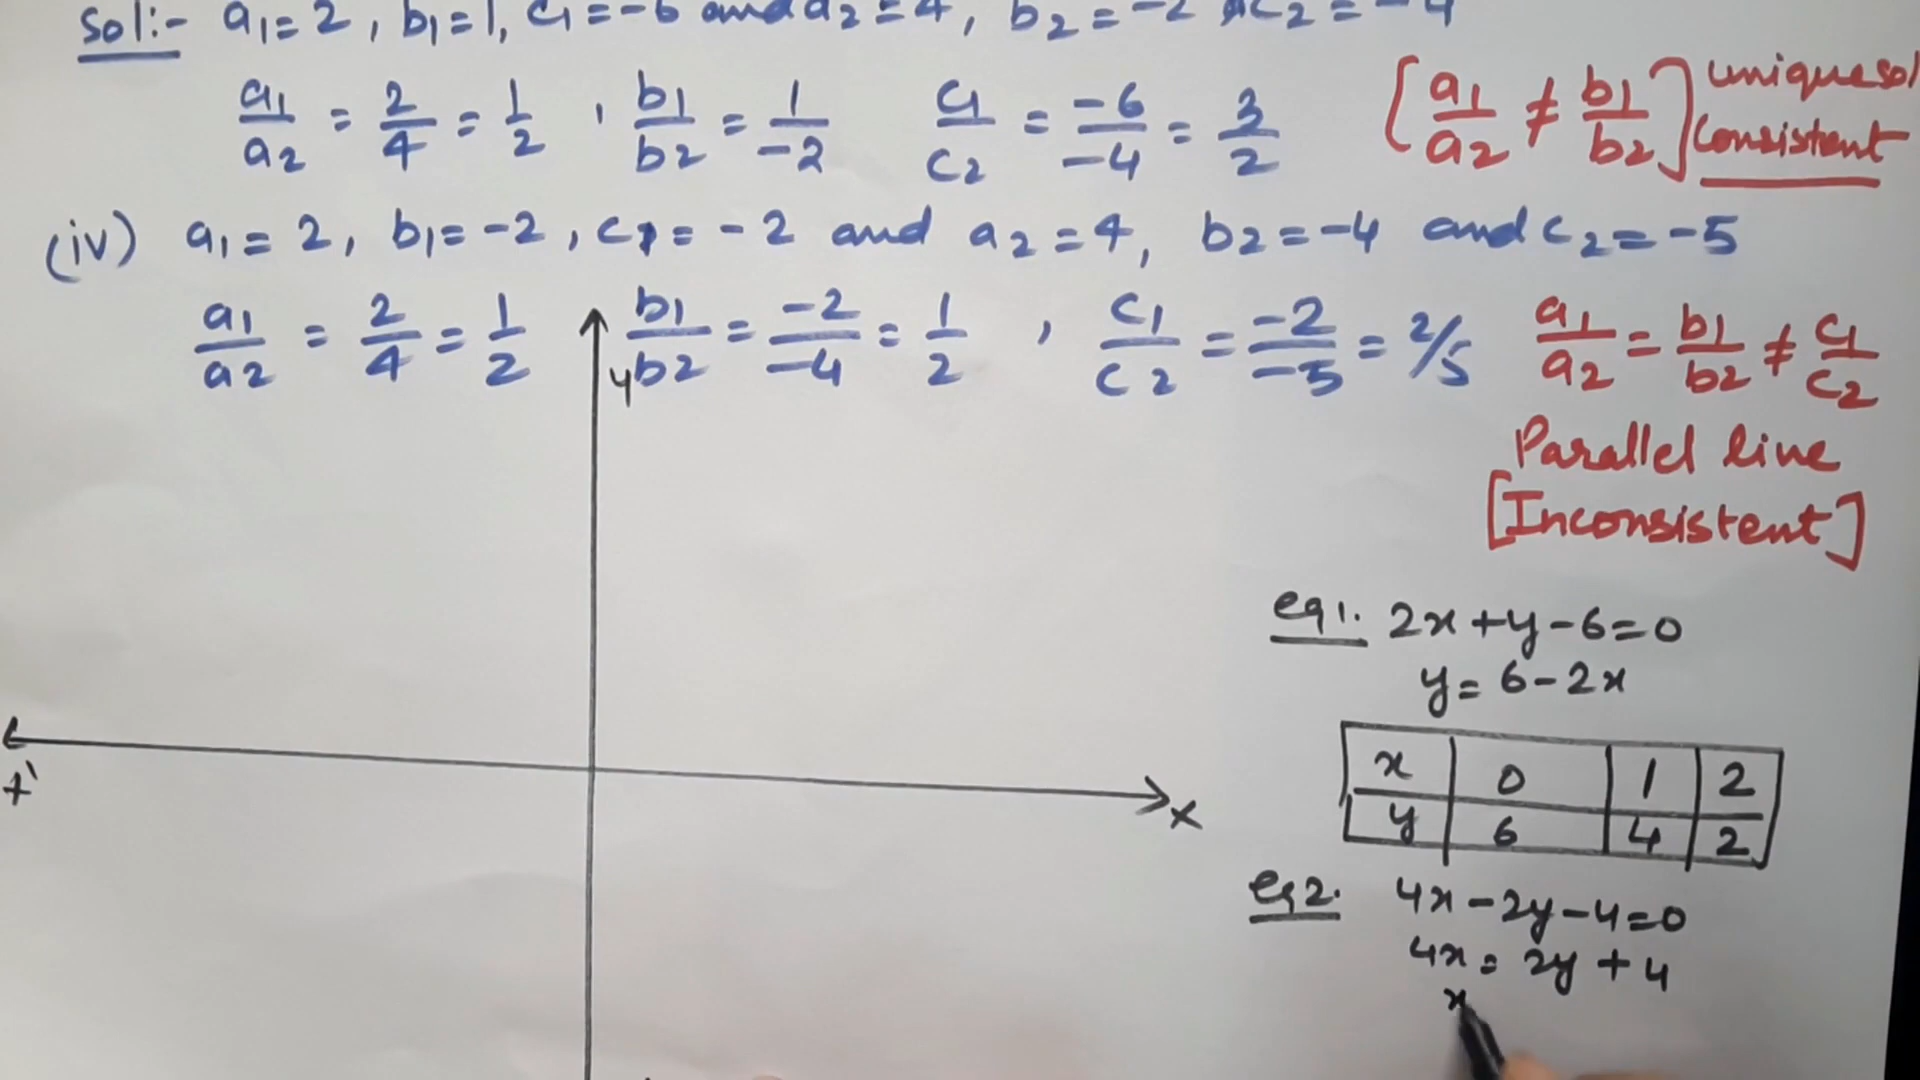 Sol:- a1 = 2, b1 = 1, c1 = -6 and a2 = 4, b2 = -2 c2 = -4
a1/a2 = 2/4 = 1/2 , b1/b2 = 1/-2 c1/c2 = -6/-4 = 3/2 [a1/a2 ≠ b1/b2] unique sol
consistent
(iv) a1 = 2, b1 = -2, c1 = -2 and a2 = 4, b2 = -4 and c2 = -5
a1/a2 = 2/4 = 1/2 b1/b2 = -2/-4 = 1/2 , c1/c2 = -2/-5 = 2/5 a1/a2 = b1/b2 ≠ c1/c2
y
Parallel line
[Inconsistent]
eq1. 2x+y-6=0
y = 6-2x
x'
x
x 0 1 2
y 6 4 2
eq2. 4x-2y-4=0
4x = 2y+4
x